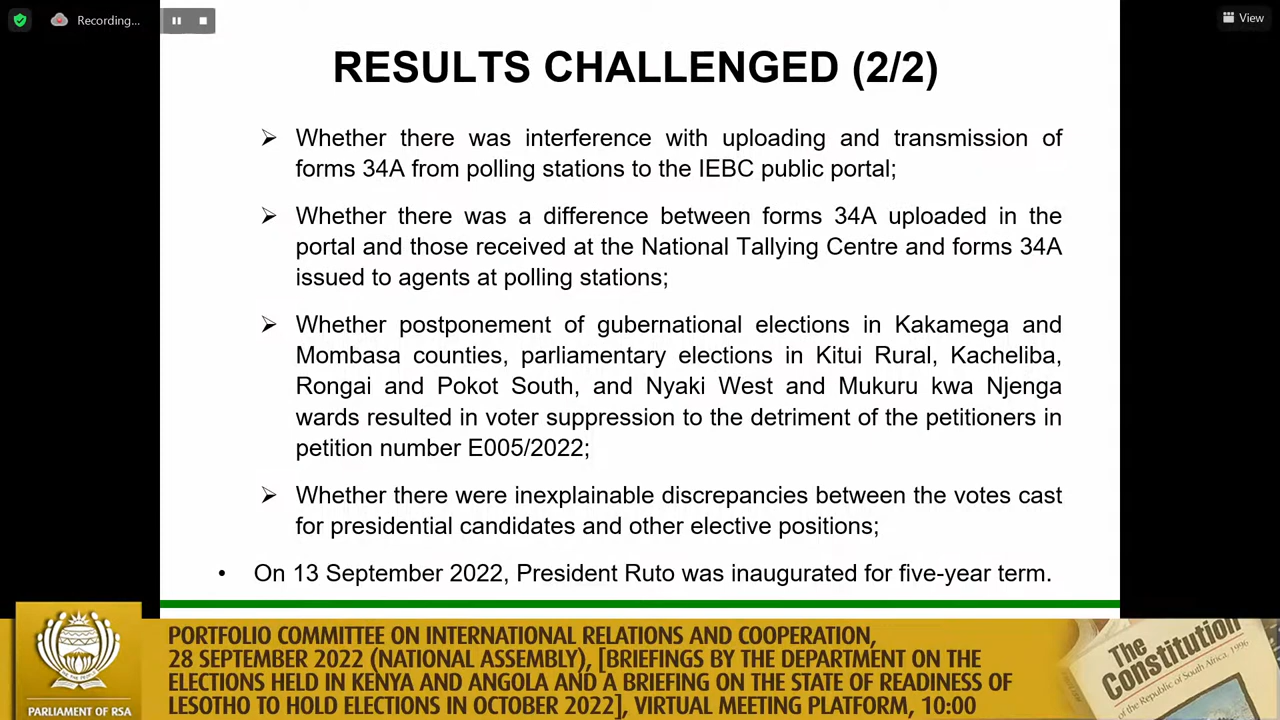 Recording...
View
RESULTS CHALLENGED (2/2)
➢ Whether there was interference with uploading and transmission of
forms 34A from polling stations to the IEBC public portal;
➢ Whether there was a difference between forms 34A uploaded in the
portal and those received at the National Tallying Centre and forms 34A
issued to agents at polling stations;
➢ Whether postponement of gubernational elections in Kakamega and
Mombasa counties, parliamentary elections in Kitui Rural, Kacheliba,
Rongai and Pokot South, and Nyaki West and Mukuru kwa Njenga
wards resulted in voter suppression to the detriment of the petitioners in
petition number E005/2022;
➢ Whether there were inexplainable discrepancies between the votes cast
for presidential candidates and other elective positions;
• On 13 September 2022, President Ruto was inaugurated for five-year term.
PARLIAMENT OF RSA
PORTFOLIO COMMITTEE ON INTERNATIONAL RELATIONS AND COOPERATION,
28 SEPTEMBER 2022 (NATIONAL ASSEMBLY), [BRIEFINGS BY THE DEPARTMENT ON THE
ELECTIONS HELD IN KENYA AND ANGOLA AND A BRIEFING ON THE STATE OF READINESS OF
LESOTHO TO HOLD ELECTIONS IN OCTOBER 2022], VIRTUAL MEETING PLATFORM, 10:00
The
Constitution
of the Republic of South Africa, 1996